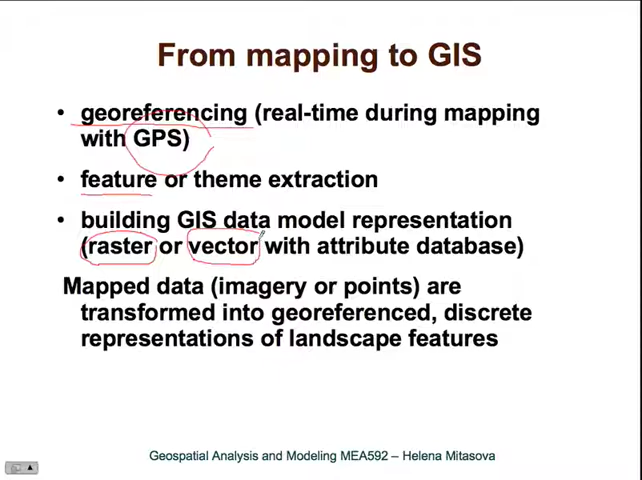 From mapping to GIS
• georeferencing (real-time during mapping
with GPS)
• feature or theme extraction
• building GIS data model representation
(raster or vector with attribute database)
Mapped data (imagery or points) are
transformed into georeferenced, discrete
representations of landscape features
Geospatial Analysis and Modeling MEA592 – Helena Mitasova